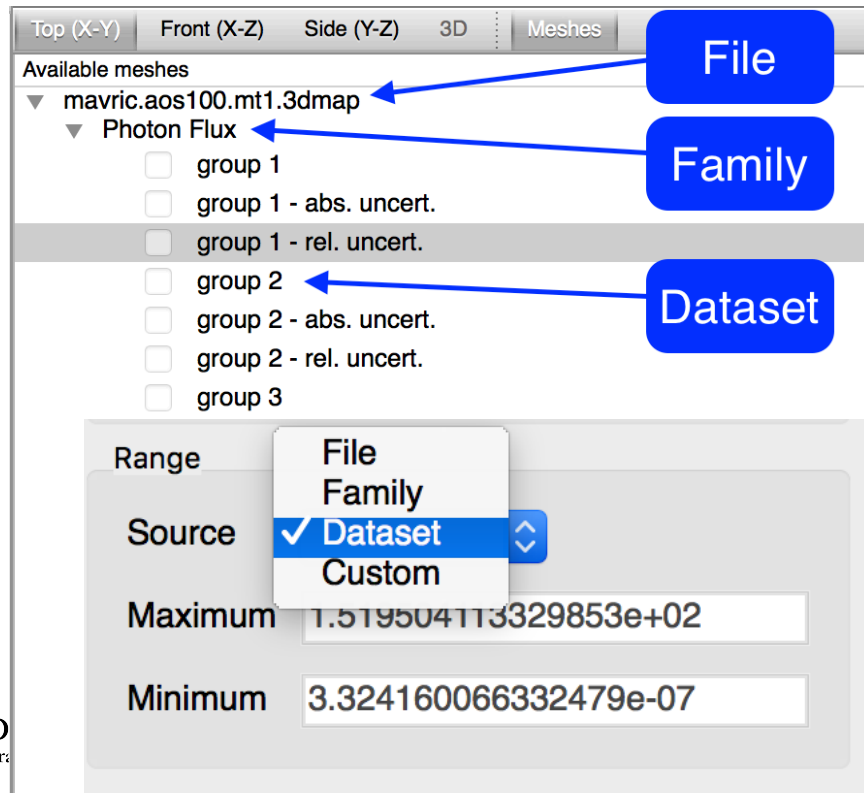 Top (X-Y) Front (X-Z) Side (Y-Z) 3D Meshes
File
Available meshes
mavric.aos100.mt1.3dmap
Photon Flux
Family
group 1
group 1 - abs. uncert.
group 1 - rel. uncert.
group 2
Dataset
group 2 - abs. uncert.
group 2 - rel. uncert.
group 3
Range
File
Family
Source ✓ Dataset
Custom
Maximum 1.519504113329853e+02
Minimum 3.324160066332479e-07